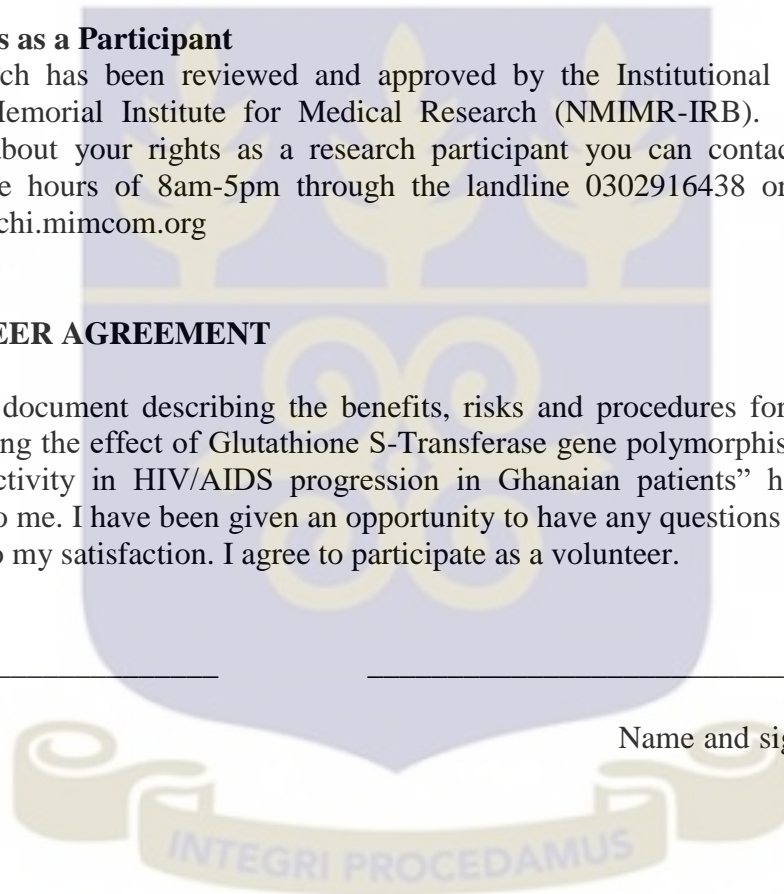 s as a Participant
ch has been reviewed and approved by the Institutional
Memorial Institute for Medical Research (NMIMR-IRB).
about your rights as a research participant you can contac
e hours of 8am-5pm through the landline 0302916438 or
chi.mimcom.org
EER AGREEMENT
document describing the benefits, risks and procedures for
ng the effect of Glutathione S-Transferase gene polymorphis
ctivity in HIV/AIDS progression in Ghanaian patients” h
o me. I have been given an opportunity to have any questions
o my satisfaction. I agree to participate as a volunteer.
Name and sig
INTEGRI PROCEDAMUS